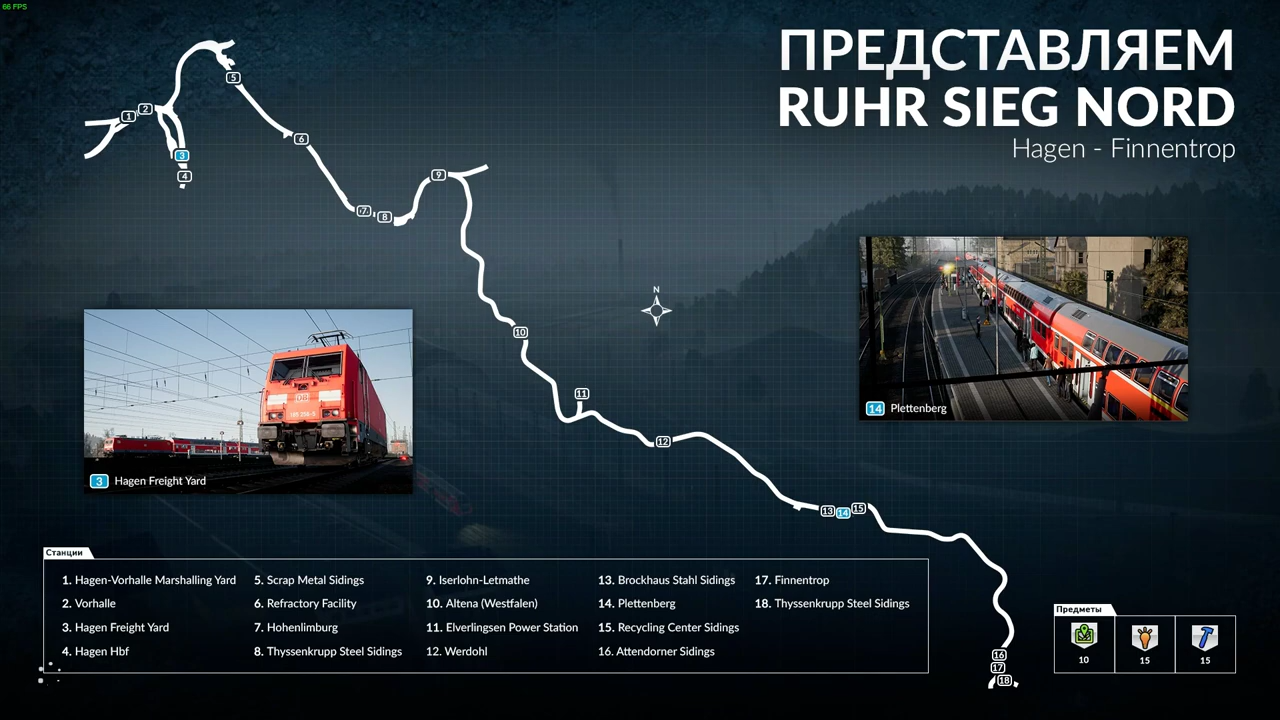 66 FPS
ПРЕДСТАВЛЯЕМ
RUHR SIEG NORD
Hagen - Finnentrop
1
2
3
4
5
6
7
8
9
N
10
11
12
13
14
15
16
17
18
DB
3 Hagen Freight Yard
14 Plettenberg
Станции
1. Hagen-Vorhalle Marshalling Yard
2. Vorhalle
3. Hagen Freight Yard
4. Hagen Hbf
5. Scrap Metal Sidings
6. Refractory Facility
7. Hohenlimburg
8. Thyssenkrupp Steel Sidings
9. Iserlohn-Letmathe
10. Altena (Westfalen)
11. Elverlingsen Power Station
12. Werdohl
13. Brockhaus Stahl Sidings
14. Plettenberg
15. Recycling Center Sidings
16. Attendorner Sidings
17. Finnentrop
18. Thyssenkrupp Steel Sidings
Предметы
10
15
15